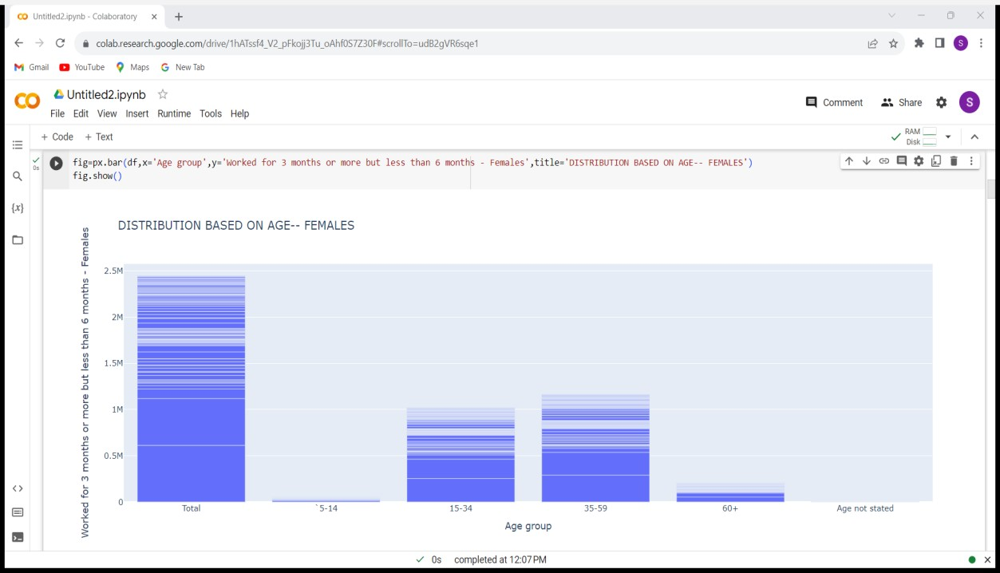 Untitled2.ipynb - Colaboratory
colab.research.google.com/drive/1hATssf4_V2_pFkojj3Tu_oAhf0S7Z30F#scrollTo=udB2gVR6sqe1
S
Gmail YouTube Maps G New Tab
Untitled2.ipynb
File Edit View Insert Runtime Tools Help
Comment Share S
+ Code + Text
RAM
Disk
0s
fig=px.bar(df,x='Age group',y='Worked for 3 months or more but less than 6 months - Females',title='DISTRIBUTION BASED ON AGE-- FEMALES')
fig.show()
{x}
DISTRIBUTION BASED ON AGE-- FEMALES
Worked for 3 months or more but less than 6 months - Females
2.5M
2M
1.5M
1M
0.5M
0
Total `5-14 15-34 35-59 60+ Age not stated
Age group
0s completed at 12:07 PM